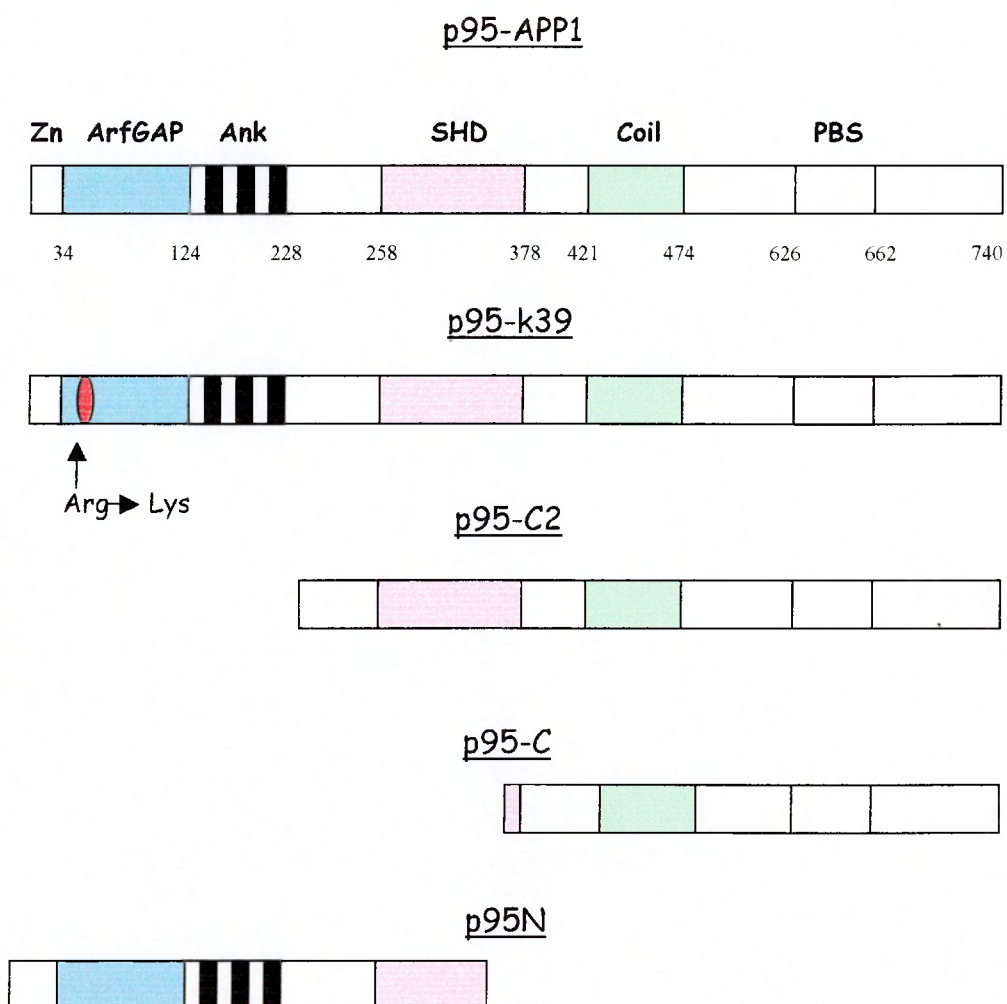 p95-APP1
Zn ArfGAP Ank SHD Coil PBS
34 124 228 258 378 421 474 626 662 740
p95-k39
Arg Lys
p95-C2
p95-C
p95N